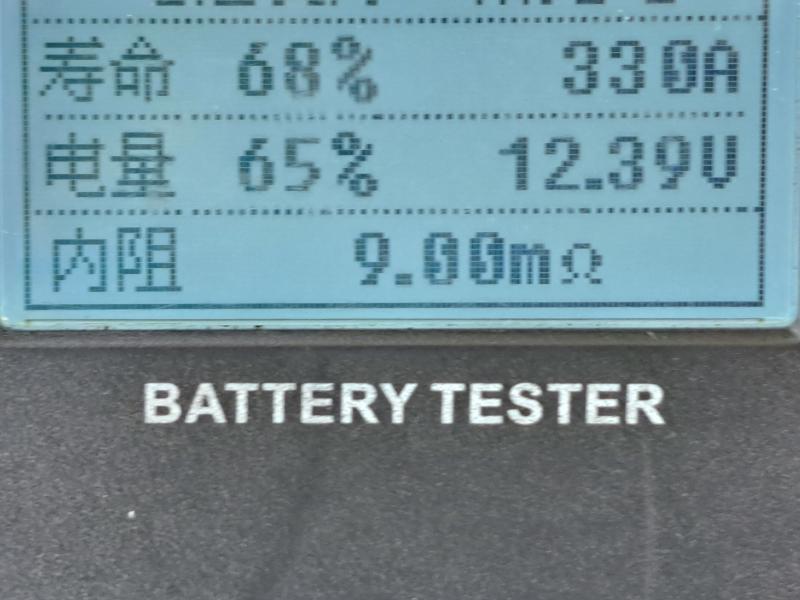 寿命 68% 330A
电量 65% 12.39V
内阻 9.00mΩ
BATTERY TESTER